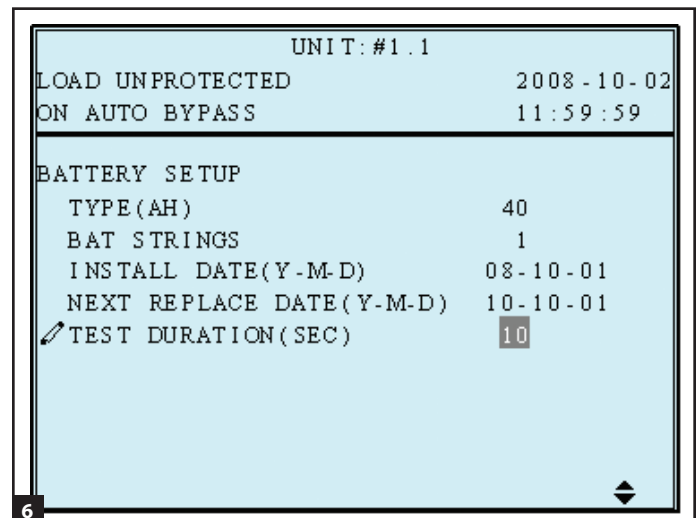 UNIT:#1.1
LOAD UNPROTECTED 2008-10-02
ON AUTO BYPASS 11:59:59
BATTERY SETUP
TYPE(AH) 40
BAT STRINGS 1
INSTALL DATE(Y-M-D) 08-10-01
NEXT REPLACE DATE(Y-M-D) 10-10-01
TEST DURATION(SEC) 10
6